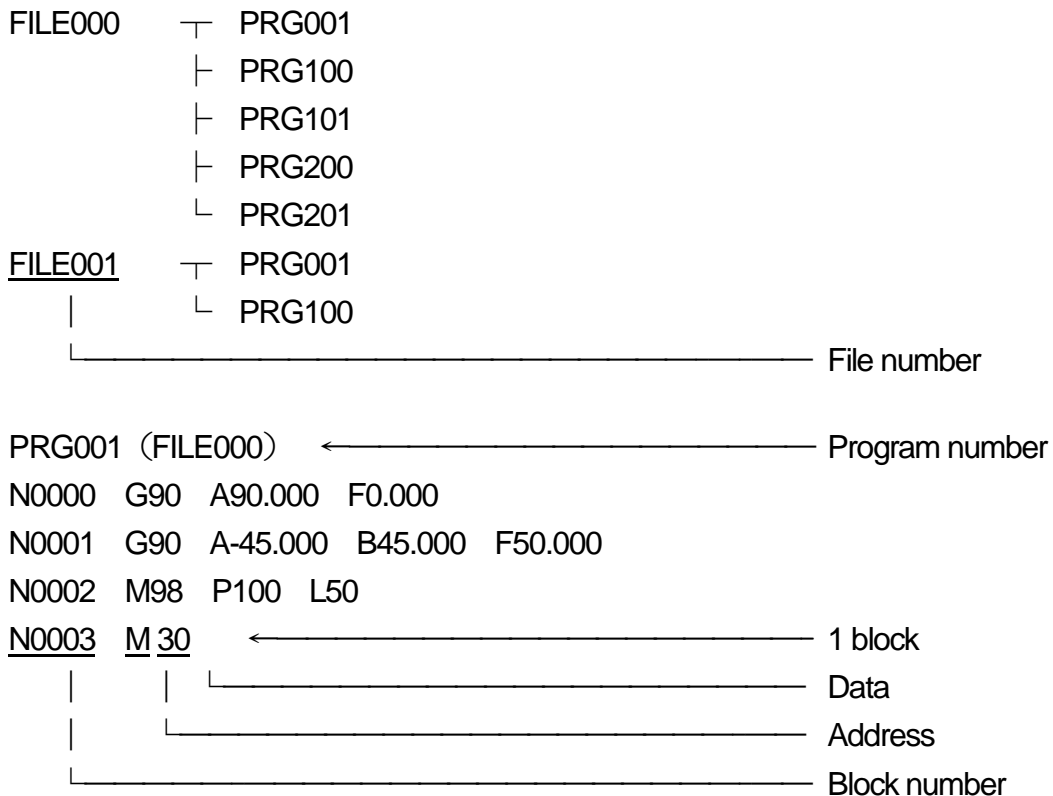 FILE000 PRG001
PRG100
PRG101
PRG200
PRG201
FILE001 PRG001
PRG100
File number
PRG001（FILE000） Program number
N0000 G90 A90.000 F0.000
N0001 G90 A-45.000 B45.000 F50.000
N0002 M98 P100 L50
N0003 M 30 1 block
Data
Address
Block number